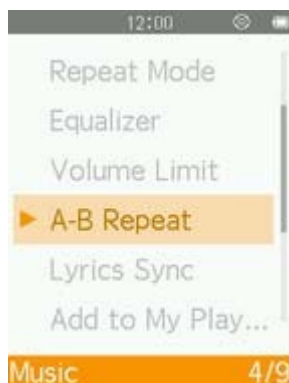 12:00
Repeat Mode
Equalizer
Volume Limit
A-B Repeat
Lyrics Sync
Add to My Play...
Music 4/9